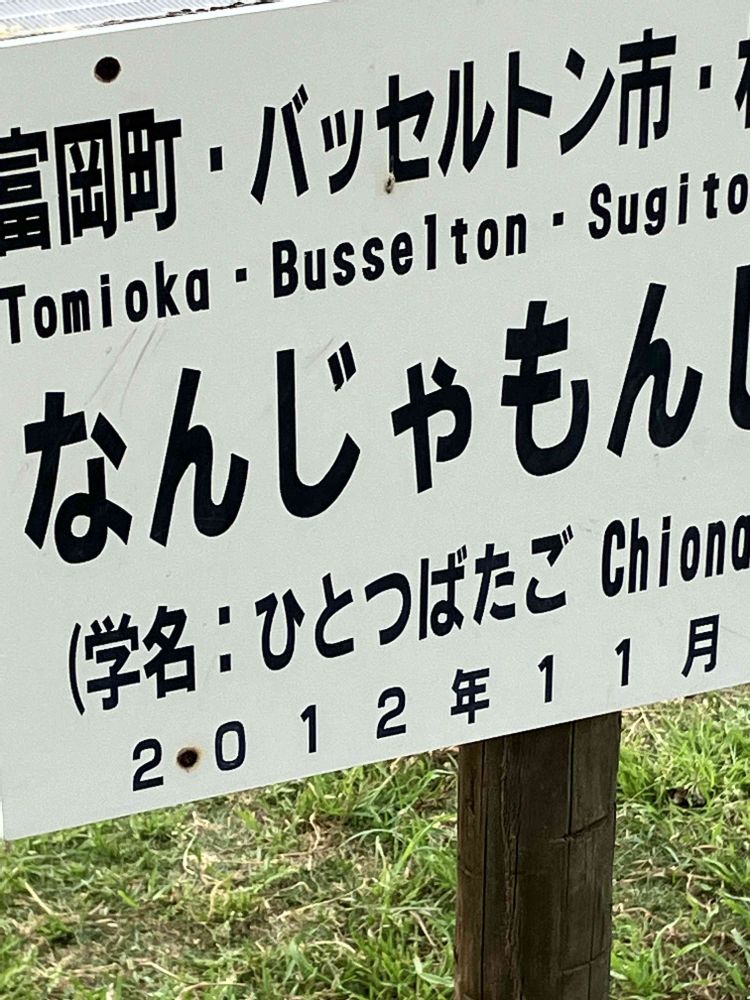 富岡町・バッセルトン市・
Tomioka・Busselton・Sugito
なんじゃもんじ
(学名：ひとつばたご Chiona
２０１２年１１月